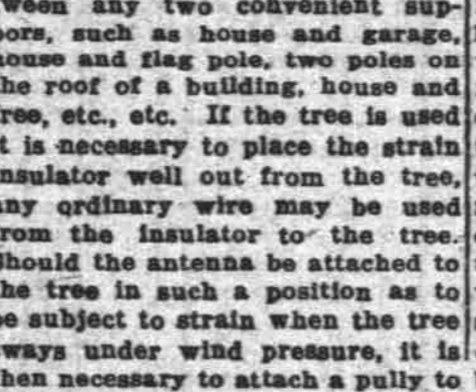 tween any two convenient sup-
pors, such as house and garage,
house and flag pole, two poles on
the roof of a building, house and
tree, etc., etc. If the tree is used
it is necessary to place the strain
insulator well out from the tree,
any ordinary wire may be used
from the insulator to the tree.
Should the antenna be attached to
the tree in such a position as to
be subject to strain when the tree
sways under wind pressure, it is
then necessary to attach a pully to